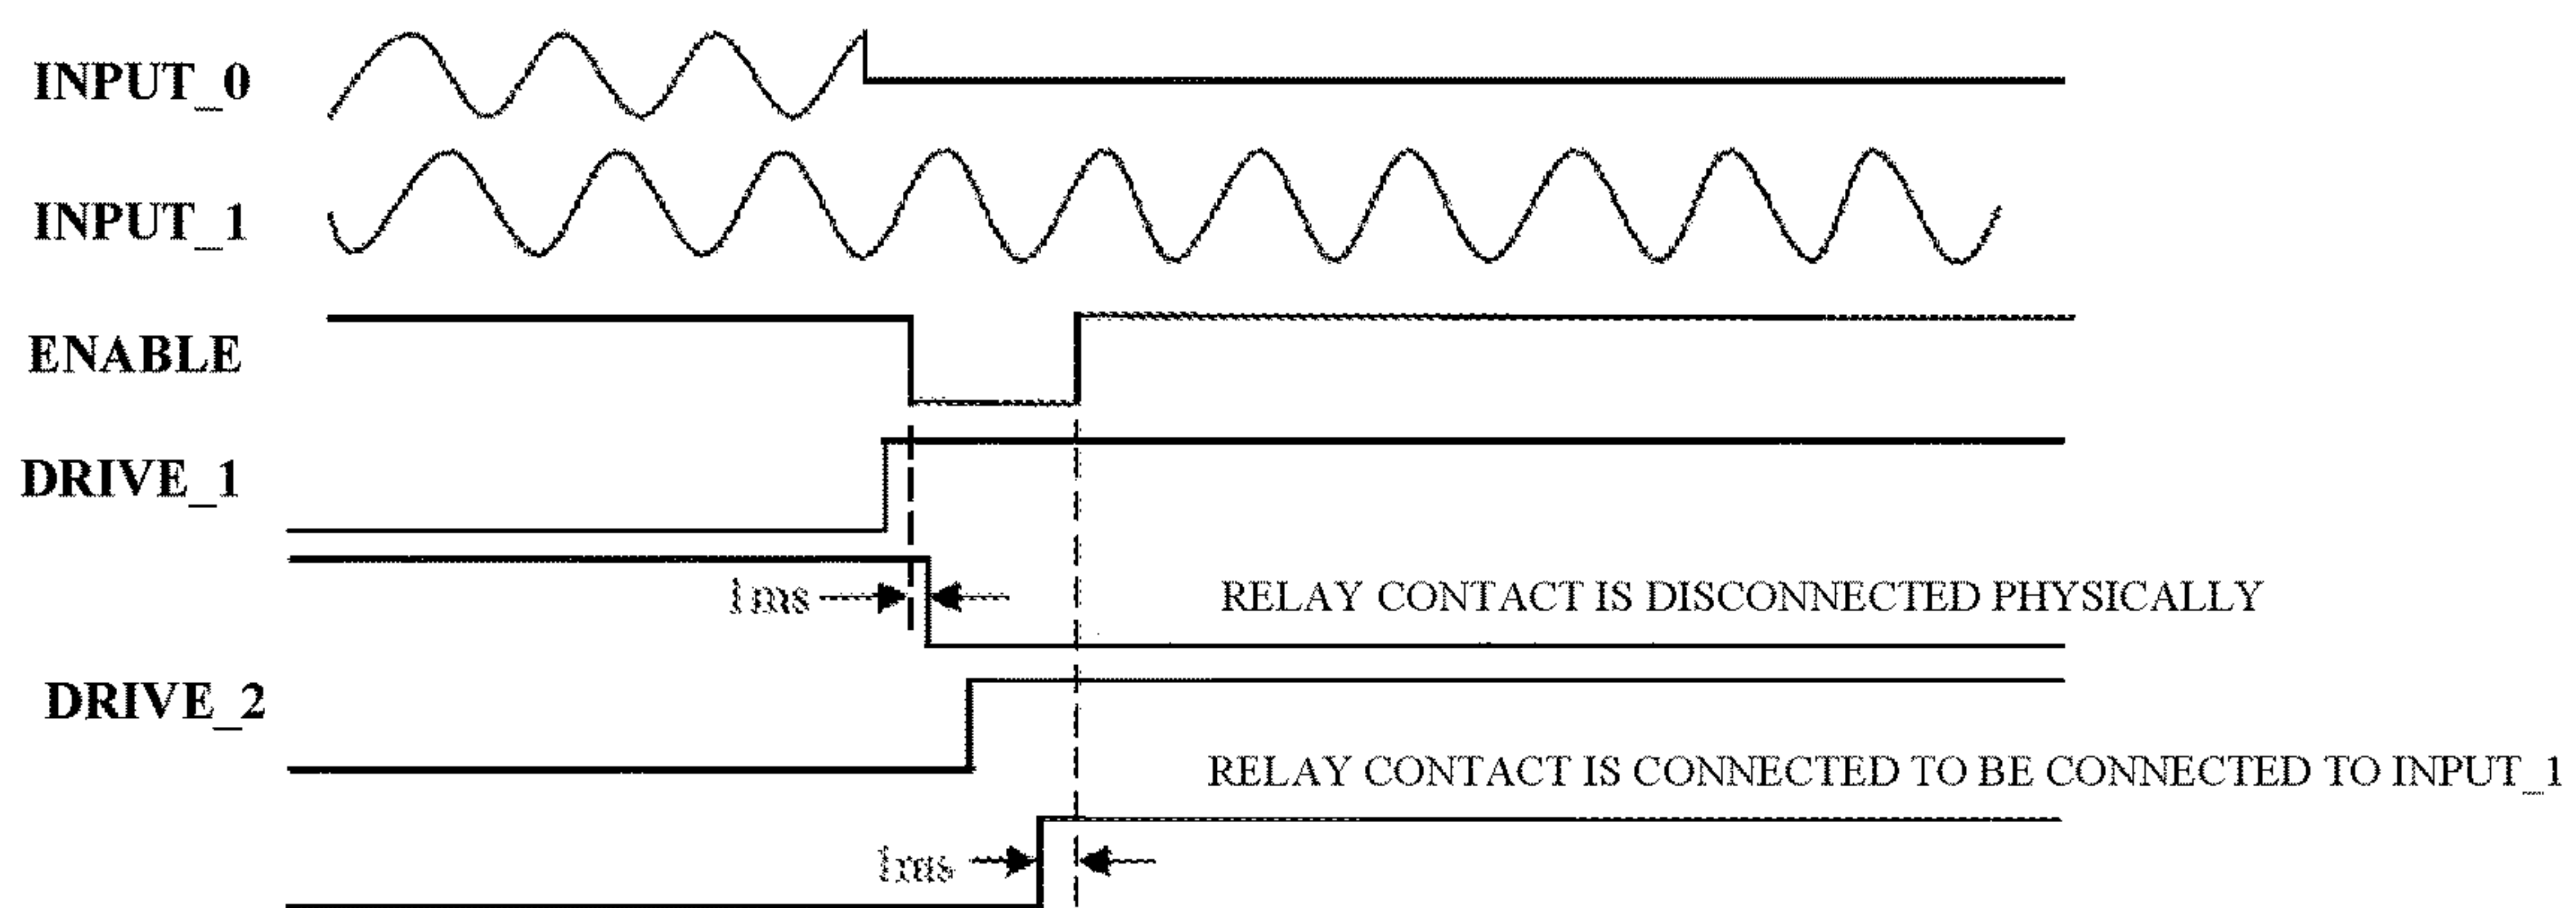 INPUT_0
INPUT_1
ENABLE
DRIVE_1
1ms
RELAY CONTACT IS DISCONNECTED PHYSICALLY
DRIVE_2
RELAY CONTACT IS CONNECTED TO BE CONNECTED TO INPUT_1
1ms